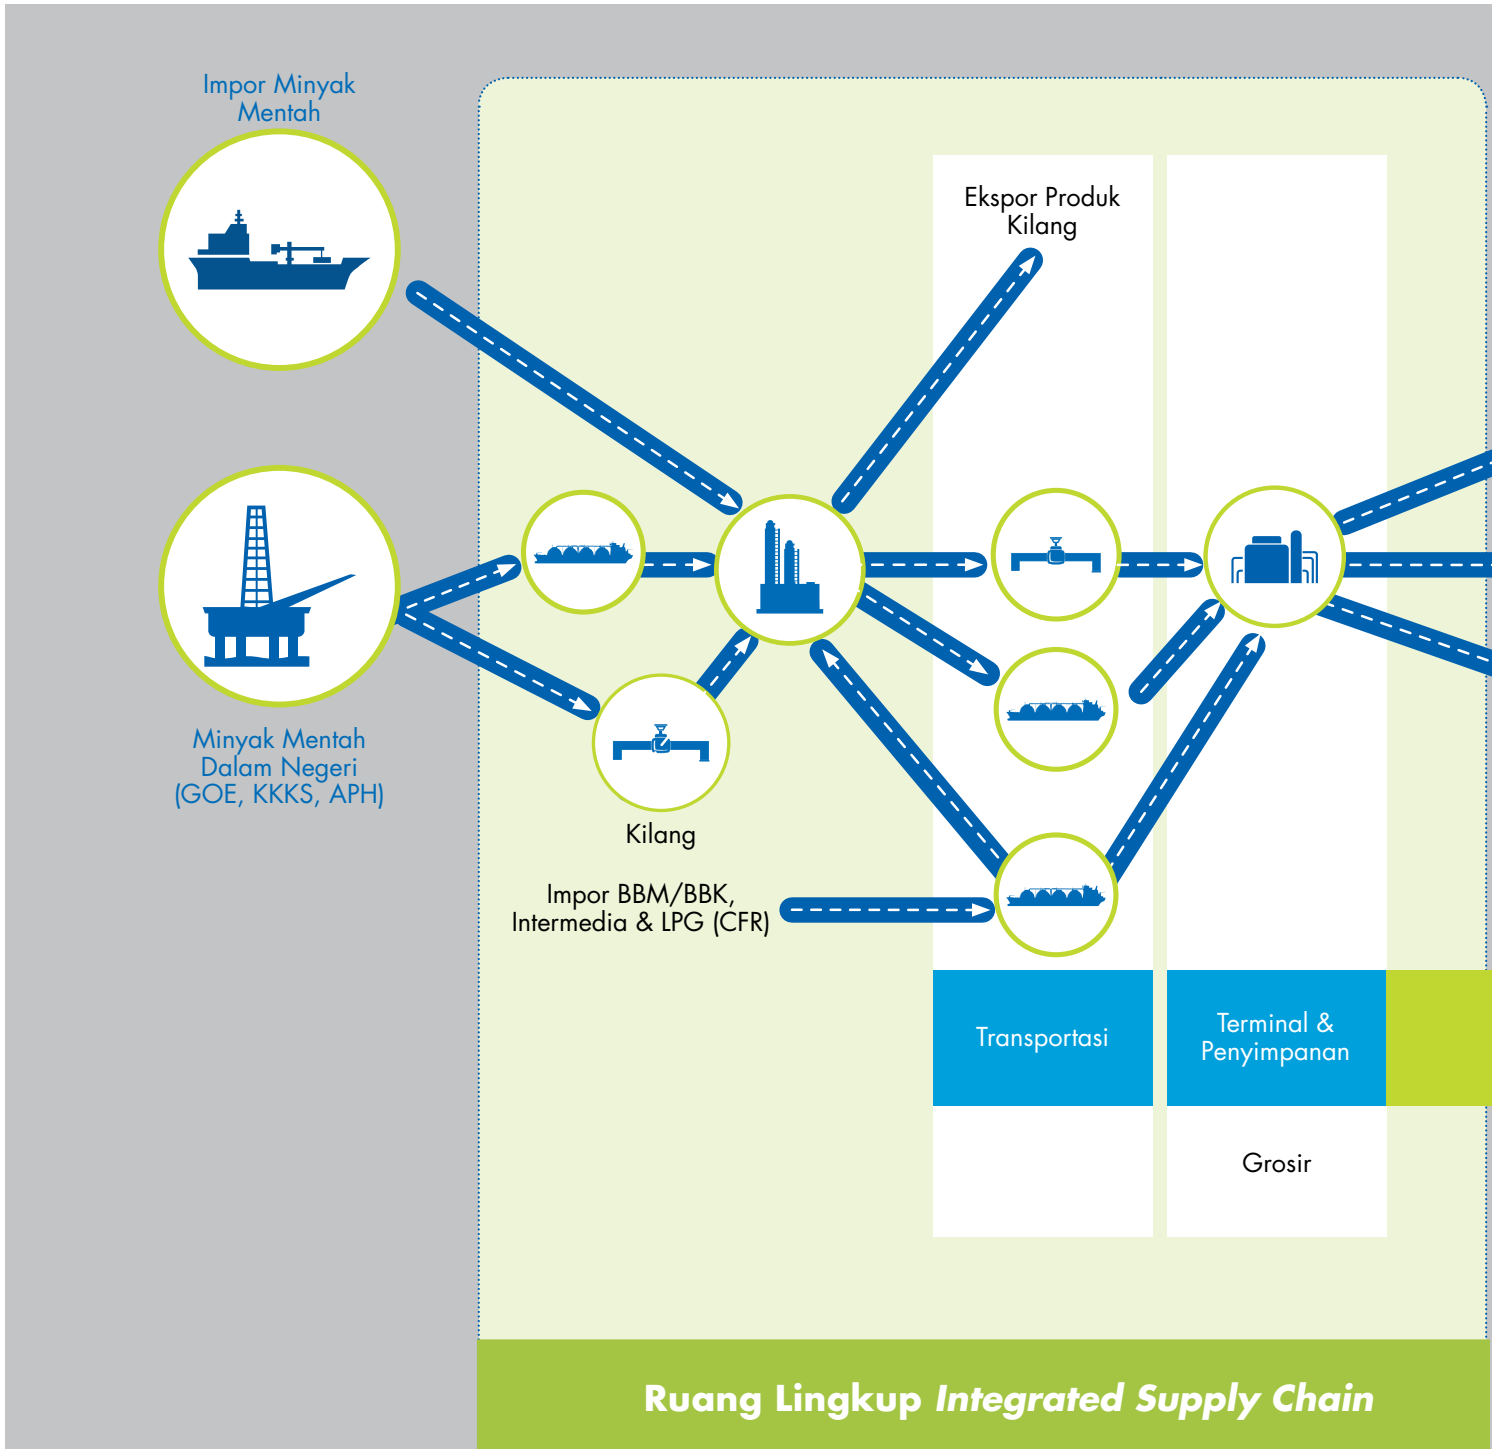 Impor Minyak
Mentah
Ekspor Produk
Kilang
Minyak Mentah
Dalam Negeri
(GOE, KKKS, APH)
Kilang
Impor BBM/BBK,
Intermedia & LPG (CFR)
Transportasi
Terminal &
Penyimpanan
Grosir
Ruang Lingkup Integrated Supply Chain